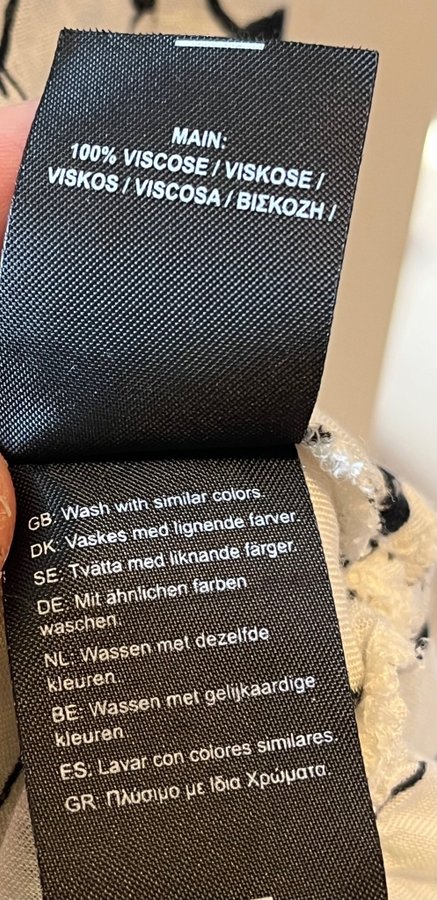 MAIN:
100% VISCOSE / VISKOSE /
VISKOS / VISCOSA / ΒΙΣΚΟΖΗ /
GB: Wash with similar colors.
DK: Vaskes med lignende farver.
SE: Tvätta med liknande färger.
DE: Mit ähnlichen farben
waschen.
NL: Wassen met dezelfde
kleuren.
BE: Wassen met gelijkaardige
kleuren.
ES: Lavar con colores similares.
GR: Πλύσιμο με Ιδια Χρώματα.